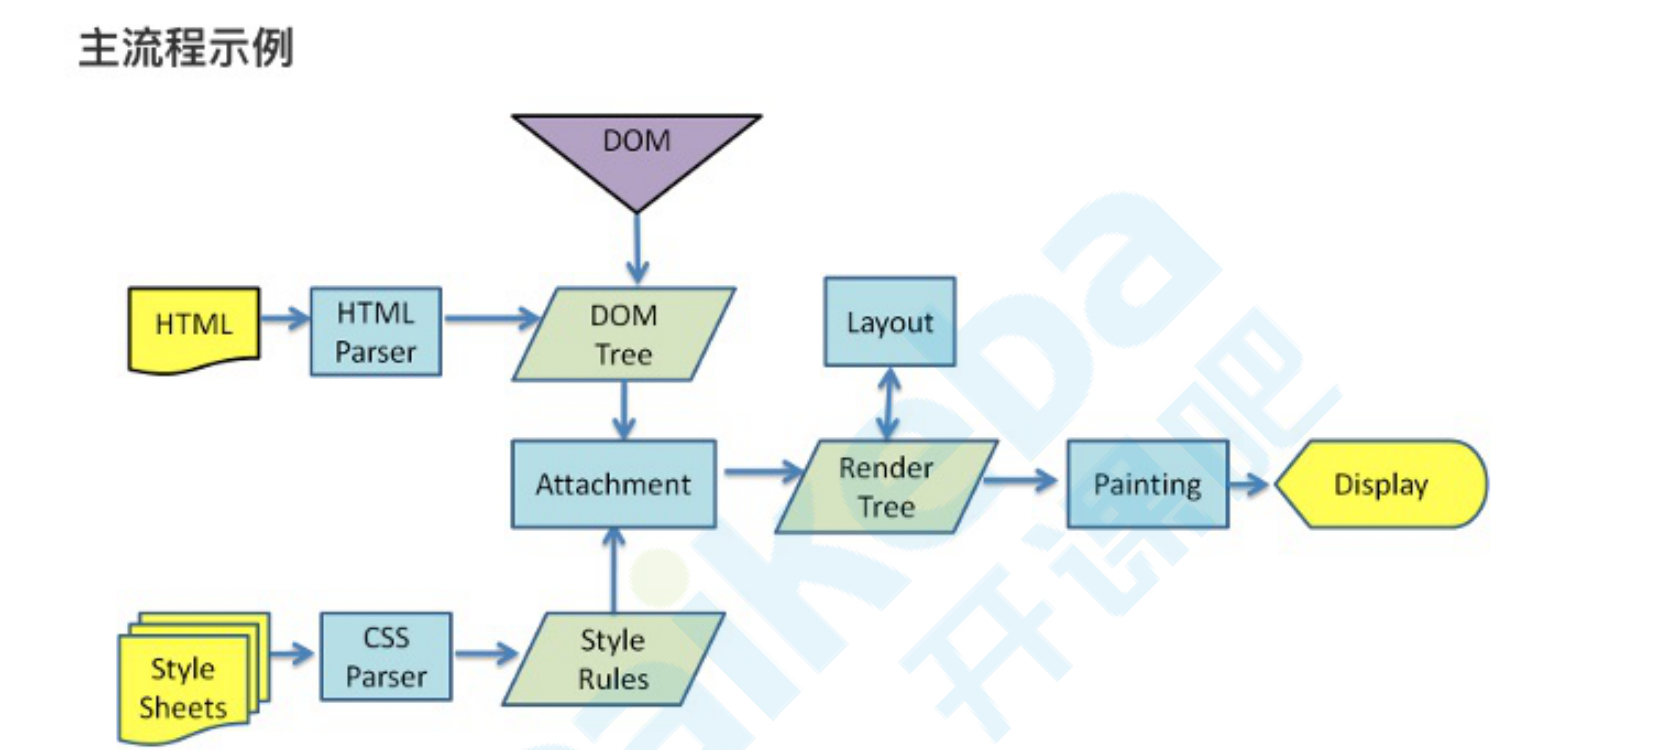 主流程示例
DOM
HTML
HTML
Parser
DOM
Tree
Layout
Attachment
Render
Tree
Painting
Display
Style
Sheets
CSS
Parser
Style
Rules
kaikeba
开课吧